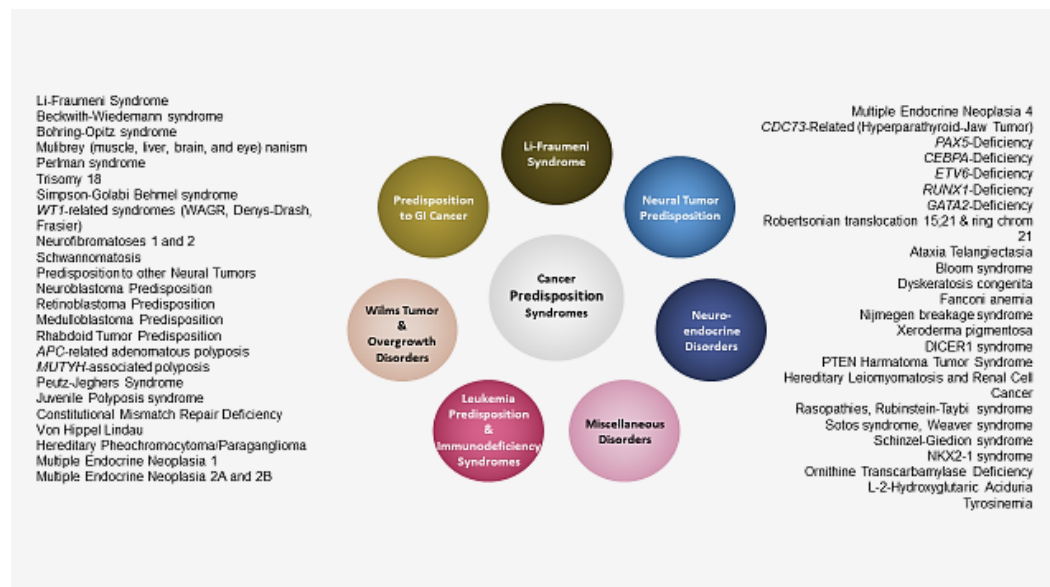 Li-Fraumeni Syndrome
Beckwith-Wiedemann syndrome
Bohring-Opitz syndrome
Mulibrey (muscle, liver, brain, and eye) nanism
Perlman syndrome
Trisomy 18
Simpson-Golabi Behmel syndrome
WT1-related syndromes (WAGR, Denys-Drash,
Frasier)
Neurofibromatoses 1 and 2
Schwannomatosis
Predisposition to other Neural Tumors
Neuroblastoma Predisposition
Retinoblastoma Predisposition
Medulloblastoma Predisposition
Rhabdoid Tumor Predisposition
APC-related adenomatous polyposis
MUTYH-associated polyposis
Peutz-Jeghers Syndrome
Juvenile Polyposis syndrome
Constitutional Mismatch Repair Deficiency
Von Hippel Lindau
Hereditary Pheochromocytoma/Paraganglioma
Multiple Endocrine Neoplasia 1
Multiple Endocrine Neoplasia 2A and 2B
Li-Fraumeni
Syndrome
Predisposition
to GI Cancer
Neural Tumor
Predisposition
Cancer
Predisposition
Syndromes
Wilms Tumor
&
Overgrowth
Disorders
Neuro-
endocrine
Disorders
Leukemia
Predisposition
&
Immunodeficiency
Syndromes
Miscellaneous
Disorders
Multiple Endocrine Neoplasia 4
CDC73-Related (Hyperparathyroid-Jaw Tumor)
PAX5-Deficiency
CEBPA-Deficiency
ETV6-Deficiency
RUNX1-Deficiency
GATA2-Deficiency
Robertsonian translocation 15;21 & ring chrom
21
Ataxia Telangiectasia
Bloom syndrome
Dyskeratosis congenita
Fanconi anemia
Nijmegen breakage syndrome
Xeroderma pigmentosa
DICER1 syndrome
PTEN Harmatoma Tumor Syndrome
Hereditary Leiomyomatosis and Renal Cell
Cancer
Rasopathies, Rubinstein-Taybi syndrome
Sotos syndrome, Weaver syndrome
Schinzel-Giedion syndrome
NKX2-1 syndrome
Ornithine Transcarbamylase Deficiency
L-2-Hydroxyglutaric Aciduria
Tyrosinemia